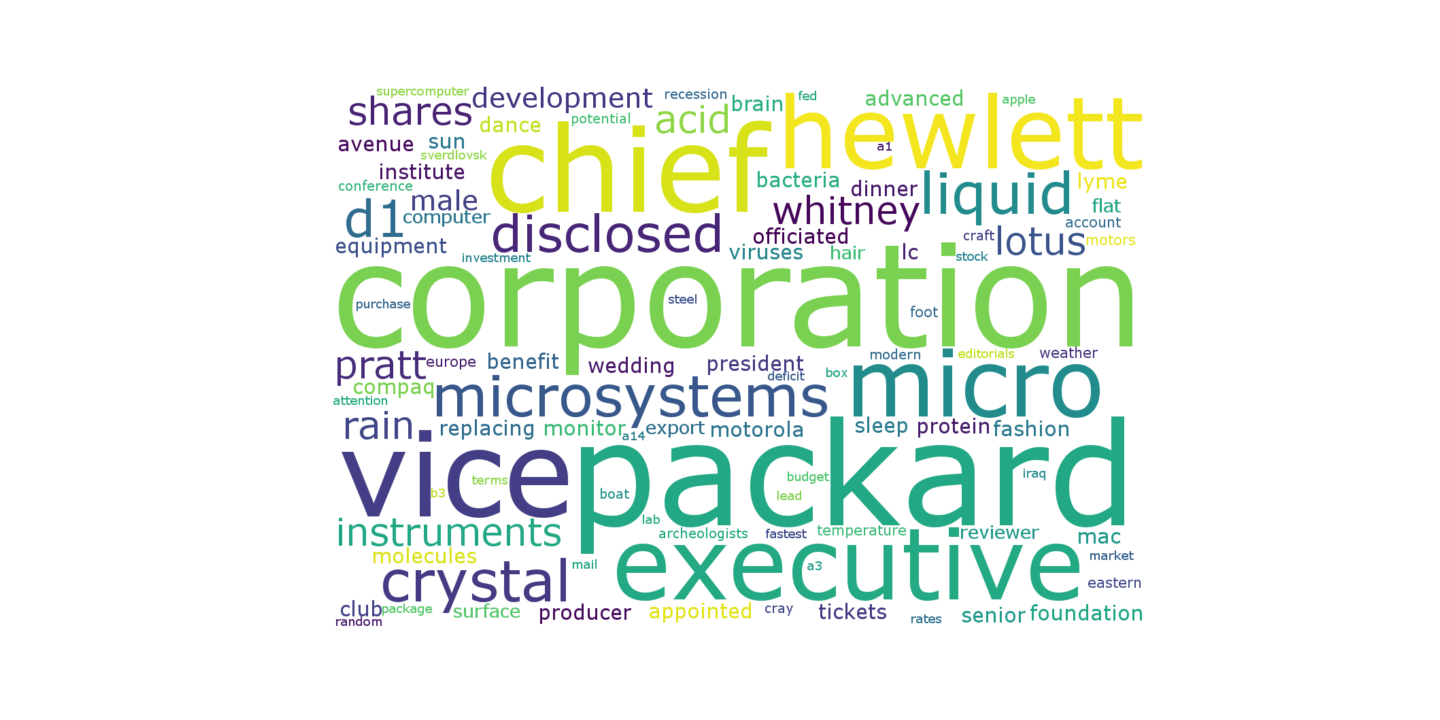 supercomputer
development
recession
brain
fed
advanced
apple
hewlett
shares
dance
potential
acid
chief
avenue
sun
sverdlovsk
a1
institute
conference
male
bacteria
dinner
liquid
lyme
d1
computer
whitney
flat
account
equipment
disclosed
officiated
craft
lotus
motors
investment
viruses
hair
lc
stock
corporation
purchase
steel
foot
pratt
europe
benefit
wedding
president
modern
editorials
weather
compaq
deficit
box
micro
attention
microsystems
rain
replacing
monitor
a14
export
motorola
sleep
protein
fashion
vice
packard
b3
terms
boat
budget
lead
iraq
instruments
lab
archeologists
fastest
temperature
reviewer
mac
molecules
crystal
mail
executive
a3
market
eastern
club
package
surface
producer
appointed
cray
tickets
rates
senior
foundation
random